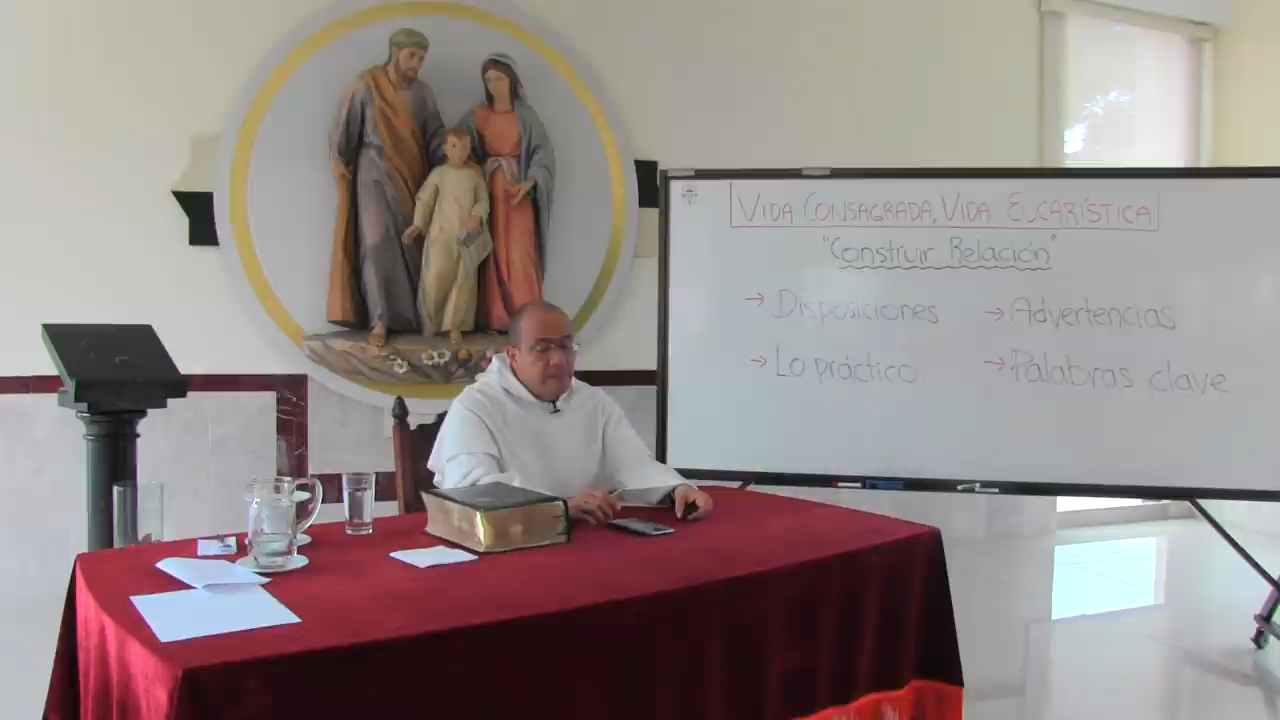 VIDA CONSAGRADA, VIDA EUCARÍSTICA
"Construir Relación"
→ Disposiciones → Advertencias
→ Lo práctico → Palabras clave